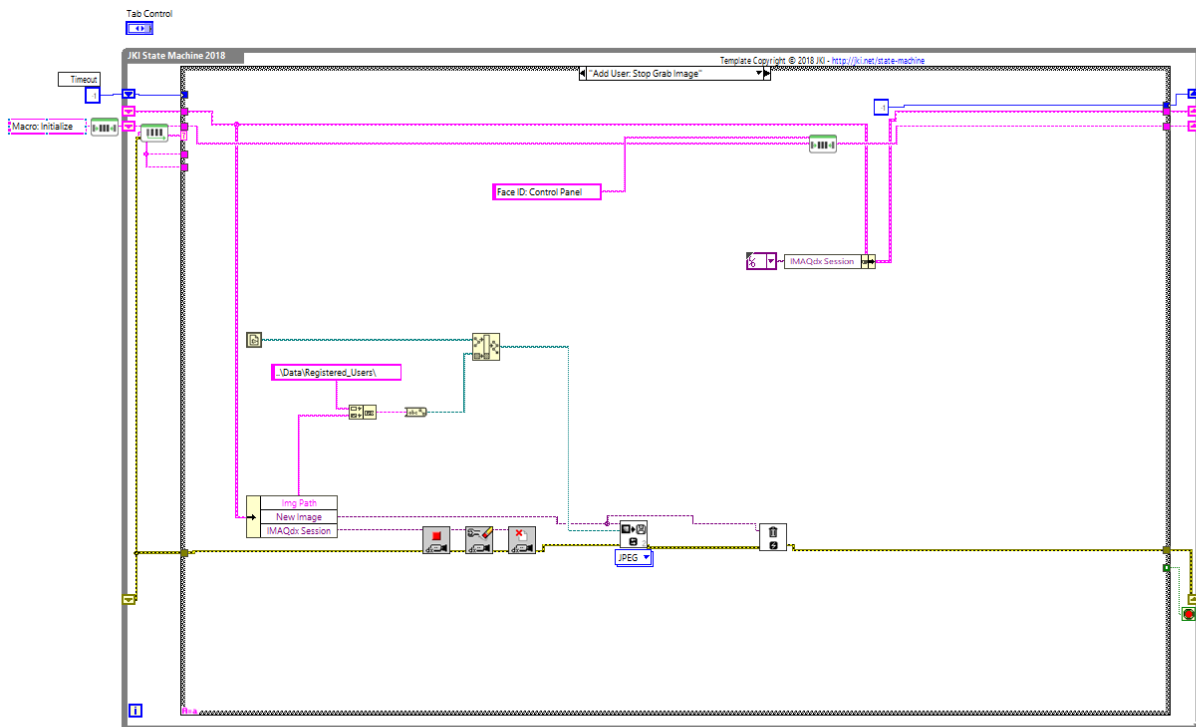 Tab Control
JKI State Machine 2018
Template Copyright © 2018 JKI - http://jki.net/state-machine
Timeout
"Add User: Stop Grab Image"
-1
-1
Macro: Initialize
Face ID: Control Panel
IMAQdx Session
..\Data\Registered_Users\
Img Path
New Image
IMAQdx Session
JPEG
i